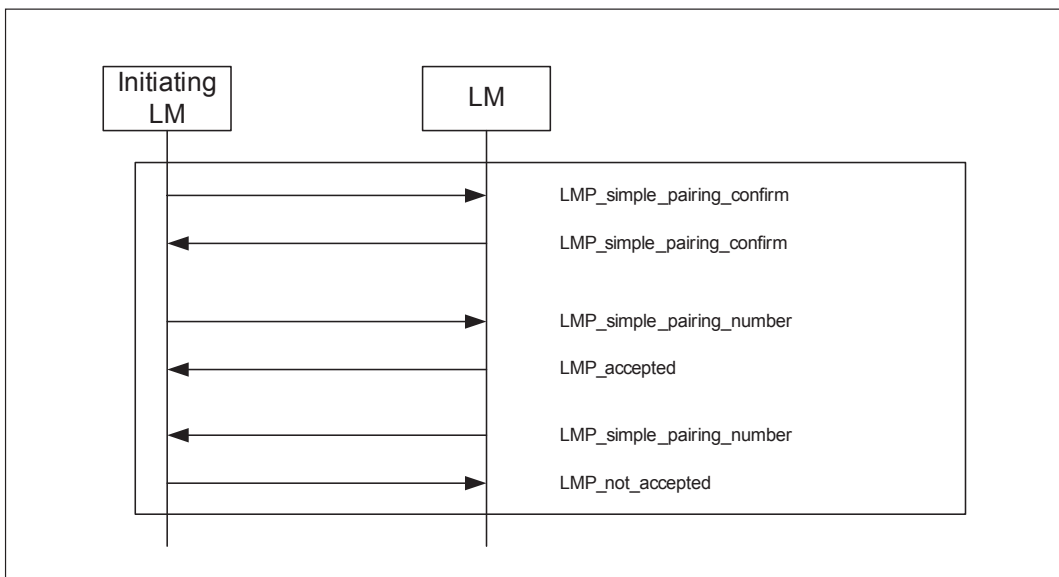 Initiating
LM
LM
LMP_simple_pairing_confirm
LMP_simple_pairing_confirm
LMP_simple_pairing_number
LMP_accepted
LMP_simple_pairing_number
LMP_not_accepted